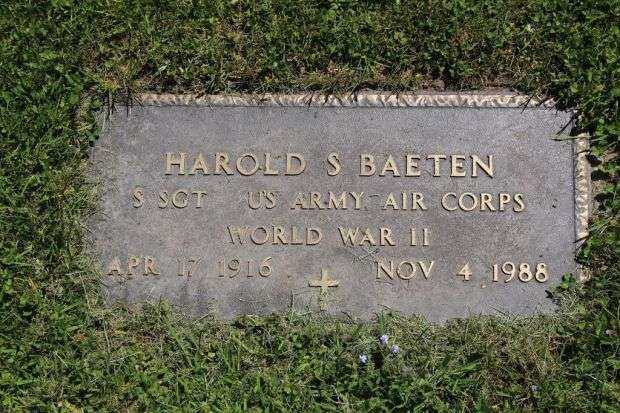 HAROLD S BAETEN
S SGT US ARMY AIR CORPS
WORLD WAR II
APR 17 1916 NOV 4 1988